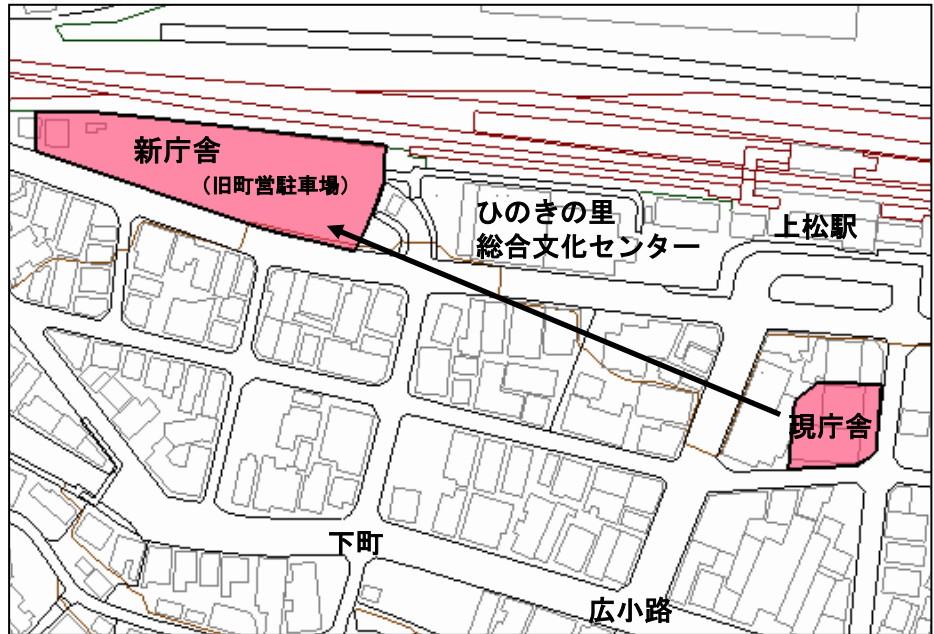 新庁舎
（旧町営駐車場）
ひのきの里
総合文化センター
上松駅
現庁舎
下町
広小路